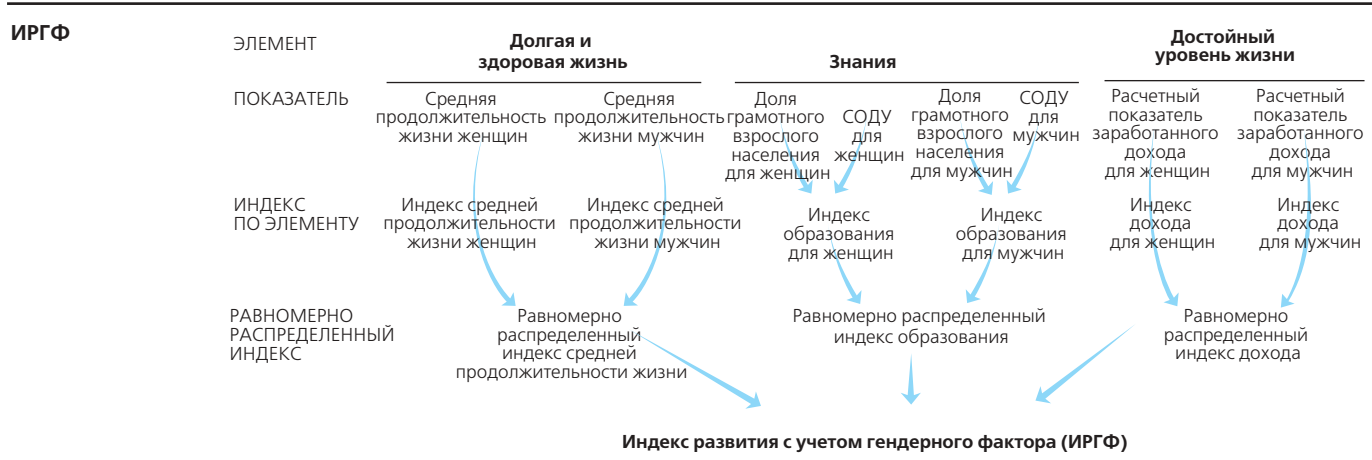 ИРГФ
ЭЛЕМЕНТ
Долгая и
здоровая жизнь
Знания
Достойный
уровень жизни
ПОКАЗАТЕЛЬ
Средняя
продолжительность
жизни женщин
Средняя
продолжительность
жизни мужчин
Доля
грамотного
взрослого
населения
для женщин
СОДУ
для
женщин
Доля
грамотного
взрослого
населения
для мужчин
СОДУ
для
мужчин
Расчетный
показатель
заработанного
дохода
для женщин
Расчетный
показатель
заработанного
дохода
для мужчин
ИНДЕКС
ПО ЭЛЕМЕНТУ
Индекс средней
продолжительности
жизни женщин
Индекс средней
продолжительности
жизни мужчин
Индекс
образования
для женщин
Индекс
образования
для мужчин
Индекс
дохода
для женщин
Индекс
дохода
для мужчин
РАВНОМЕРНО
РАСПРЕДЕЛЕННЫЙ
ИНДЕКС
Равномерно
распределенный
индекс средней
продолжительности жизни
Равномерно распределенный
индекс образования
Равномерно
распределенный
индекс дохода
Индекс развития с учетом гендерного фактора (ИРГФ)